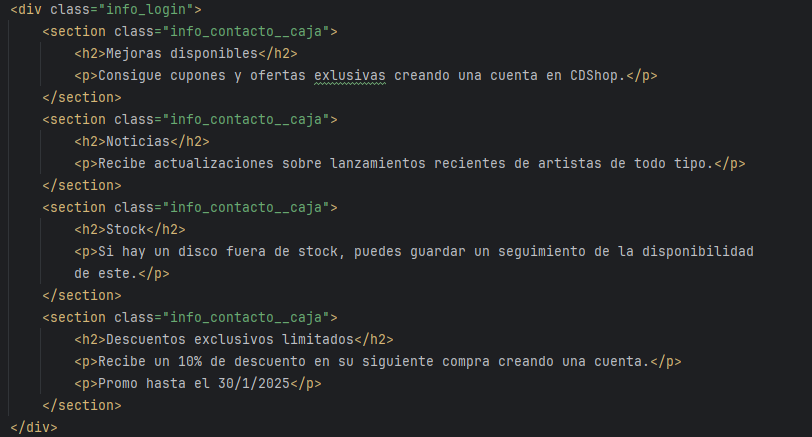 <div class="info_login">
<section class="info_contacto__caja">
<h2>Mejoras disponibles</h2>
<p>Consigue cupones y ofertas exlusivas creando una cuenta en CDShop.</p>
</section>
<section class="info_contacto__caja">
<h2>Noticias</h2>
<p>Recibe actualizaciones sobre lanzamientos recientes de artistas de todo tipo.</p>
</section>
<section class="info_contacto__caja">
<h2>Stock</h2>
<p>Si hay un disco fuera de stock, puedes guardar un seguimiento de la disponibilidad
de este.</p>
</section>
<section class="info_contacto__caja">
<h2>Descuentos exclusivos limitados</h2>
<p>Recibe un 10% de descuento en su siguiente compra creando una cuenta.</p>
<p>Promo hasta el 30/1/2025</p>
</section>
</div>